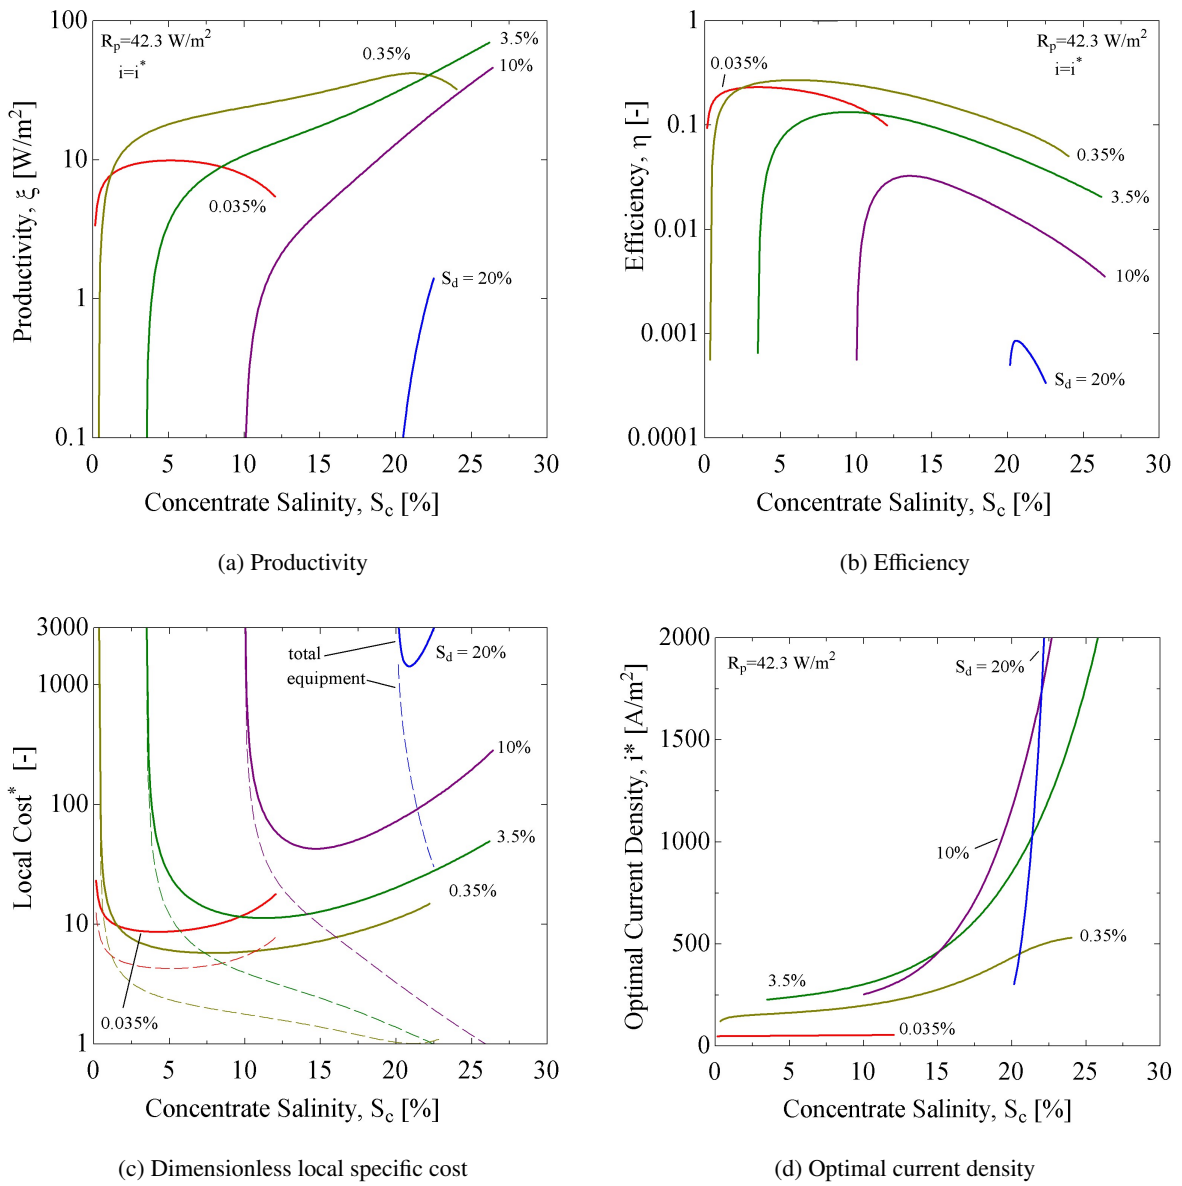 100
10
1
0.1
0
5
10
15
20
25
30
Productivity, ξ [W/m²]
Concentrate Salinity, S_c [%]
R_p=42.3 W/m²
i=i*
0.35%
3.5%
10%
0.035%
S_d = 20%
(a) Productivity
1
0.1
0.01
0.001
0.0001
0
5
10
15
20
25
30
Efficiency, η [-]
Concentrate Salinity, S_c [%]
R_p=42.3 W/m²
i=i*
0.035%
0.35%
3.5%
10%
S_d = 20%
(b) Efficiency
3000
1000
100
10
1
0
5
10
15
20
25
30
Local Cost* [-]
Concentrate Salinity, S_c [%]
total
equipment
S_d = 20%
10%
3.5%
0.35%
0.035%
(c) Dimensionless local specific cost
2000
1500
1000
500
0
0
5
10
15
20
25
30
Optimal Current Density, i* [A/m²]
Concentrate Salinity, S_c [%]
R_p=42.3 W/m²
S_d = 20%
10%
3.5%
0.35%
0.035%
(d) Optimal current density